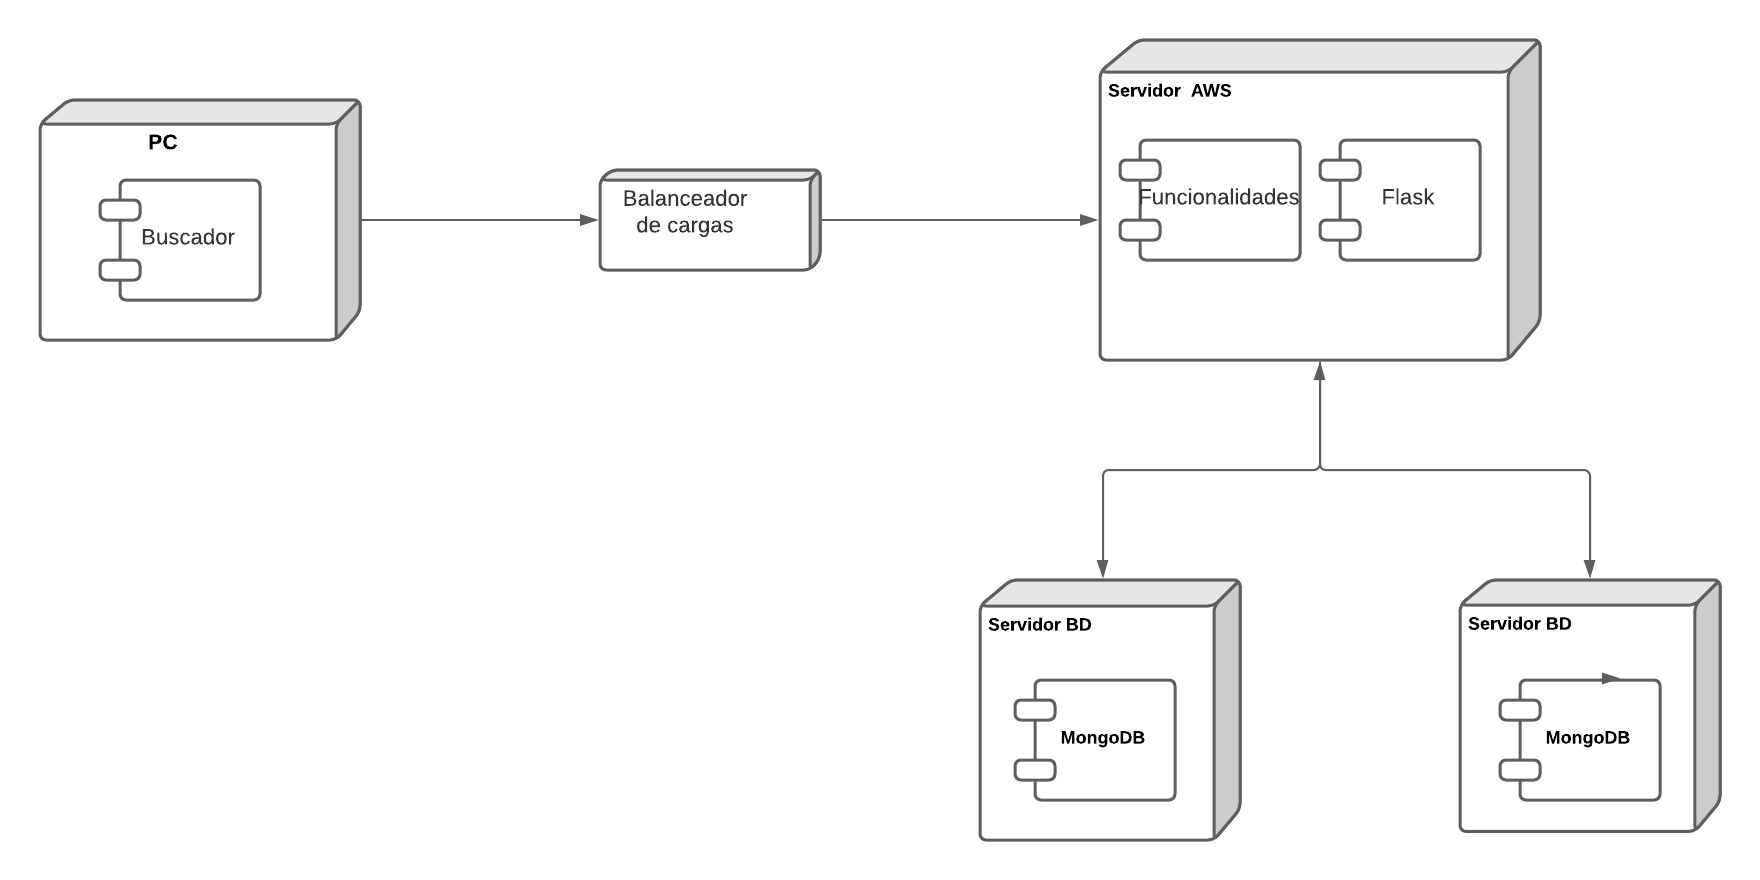 PC
Buscador
Balanceador
de cargas
Servidor  AWS
Funcionalidades
Flask
Servidor BD
MongoDB
Servidor BD
MongoDB